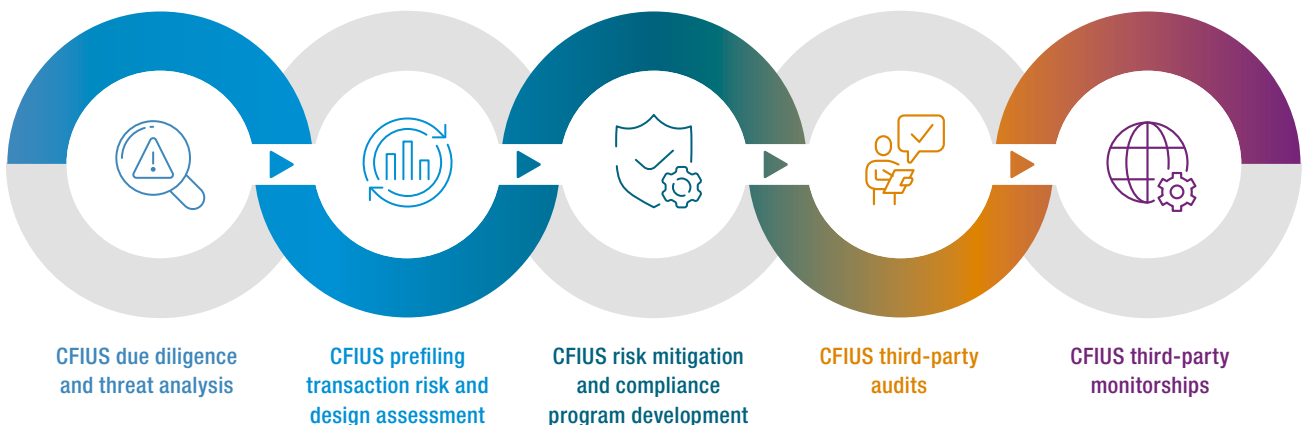 CFIUS due diligence
and threat analysis
CFIUS prefiling
transaction risk and
design assessment
CFIUS risk mitigation
and compliance
program development
CFIUS third-party
audits
CFIUS third-party
monitorships